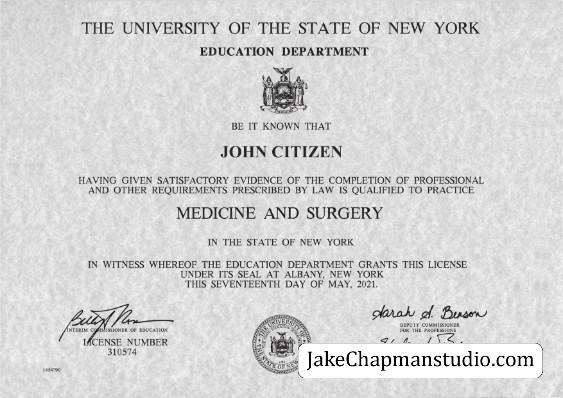 THE UNIVERSITY OF THE STATE OF NEW YORK
EDUCATION DEPARTMENT
BE IT KNOWN THAT
JOHN CITIZEN
HAVING GIVEN SATISFACTORY EVIDENCE OF THE COMPLETION OF PROFESSIONAL
AND OTHER REQUIREMENTS PRESCRIBED BY LAW IS QUALIFIED TO PRACTICE
MEDICINE AND SURGERY
IN THE STATE OF NEW YORK
IN WITNESS WHEREOF THE EDUCATION DEPARTMENT GRANTS THIS LICENSE
UNDER ITS SEAL AT ALBANY, NEW YORK
THIS SEVENTEENTH DAY OF MAY, 2021.
INTERIM COMMISSIONER OF EDUCATION
LICENSE NUMBER
310574
Sarah S. Benson
DEPUTY COMMISSIONER
FOR THE PROFESSIONS
JakeChapmanstudio.com